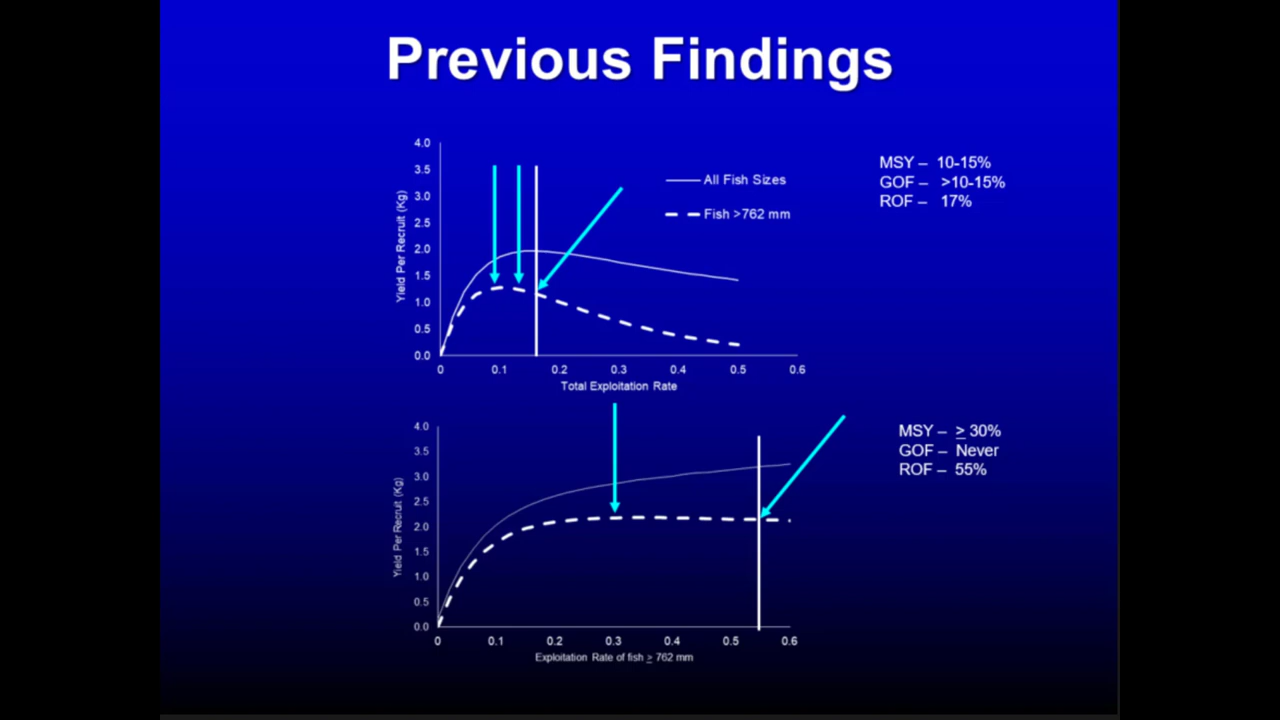 Previous Findings
4.0
3.5
3.0
2.5
2.0
1.5
1.0
0.5
0.0
Yield Per Recruit (Kg)
0 0.1 0.2 0.3 0.4 0.5 0.6
Total Exploitation Rate
All Fish Sizes
Fish >762 mm
MSY – 10-15%
GOF – >10-15%
ROF – 17%
4.0
3.5
3.0
2.5
2.0
1.5
1.0
0.5
0.0
Yield Per Recruit (Kg)
0 0.1 0.2 0.3 0.4 0.5 0.6
Exploitation Rate of fish ≥ 762 mm
MSY – ≥ 30%
GOF – Never
ROF – 55%